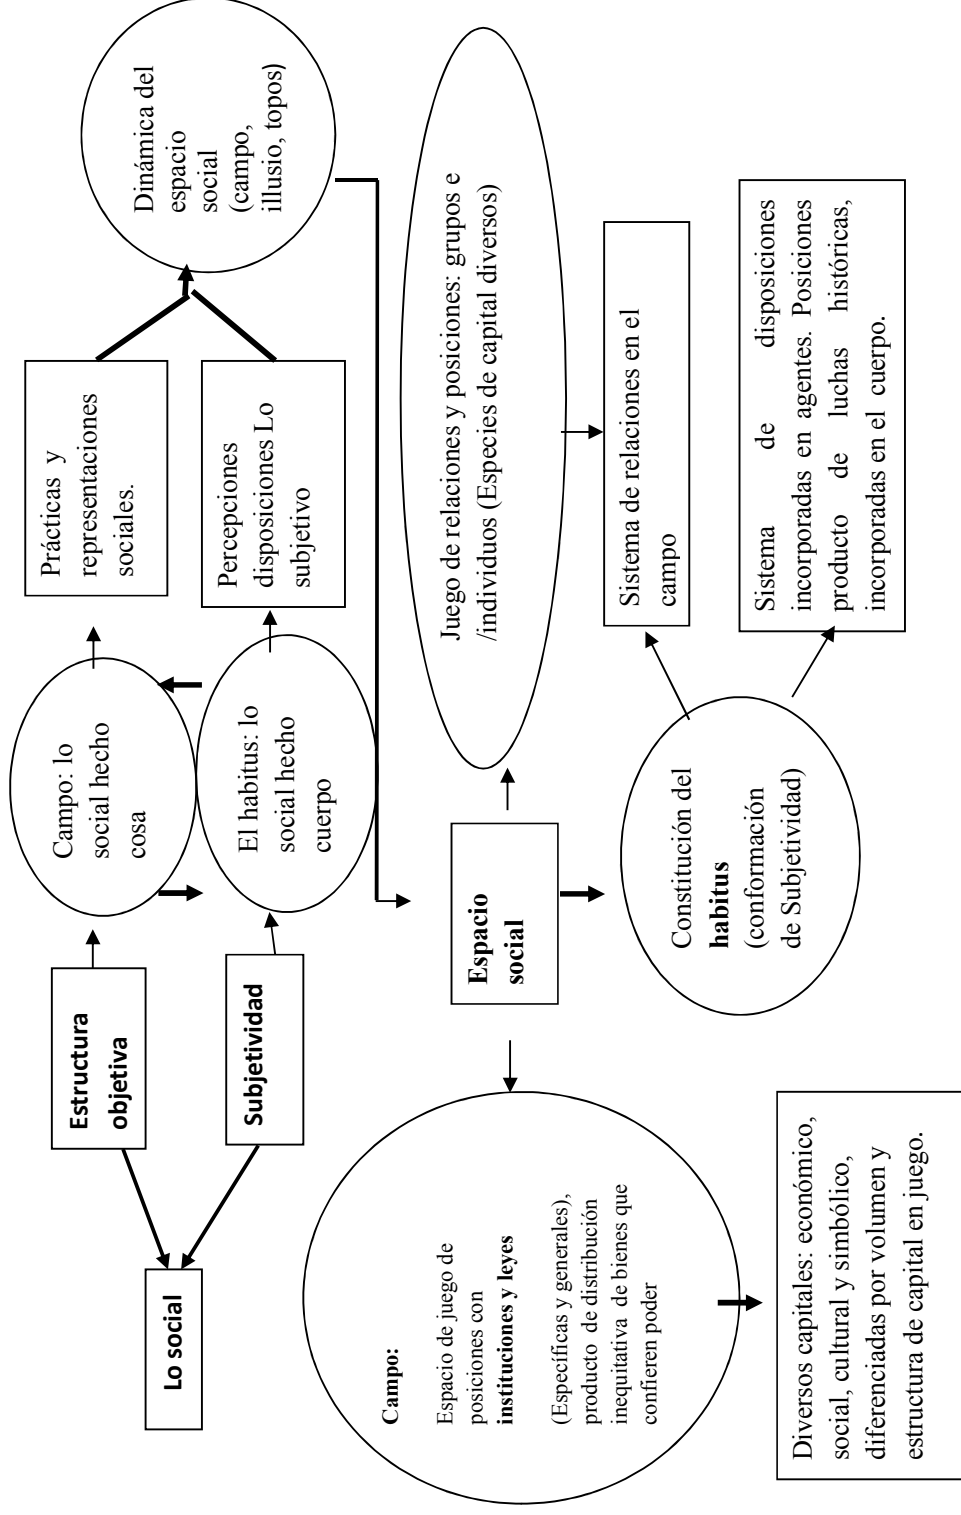 Lo social
Estructura
objetiva
Subjetividad
Campo: lo
social hecho
cosa
El habitus: lo
social hecho
cuerpo
Prácticas y
representaciones
sociales.
Percepciones
disposiciones Lo
subjetivo
Dinámica del
espacio
social
(campo,
illusio, topos)
Campo:
Espacio de juego de
posiciones con
instituciones y leyes
(Específicas y generales),
producto de distribución
inequitativa de bienes que
confieren poder
Espacio
social
Juego de relaciones y posiciones: grupos e
/individuos (Especies de capital diversos)
Constitución del
habitus
(conformación
de Subjetividad)
Sistema de relaciones en el
campo
Sistema de disposiciones
incorporadas en agentes. Posiciones
producto de luchas históricas,
incorporadas en el cuerpo.
Diversos capitales: económico,
social, cultural y simbólico,
diferenciadas por volumen y
estructura de capital en juego.